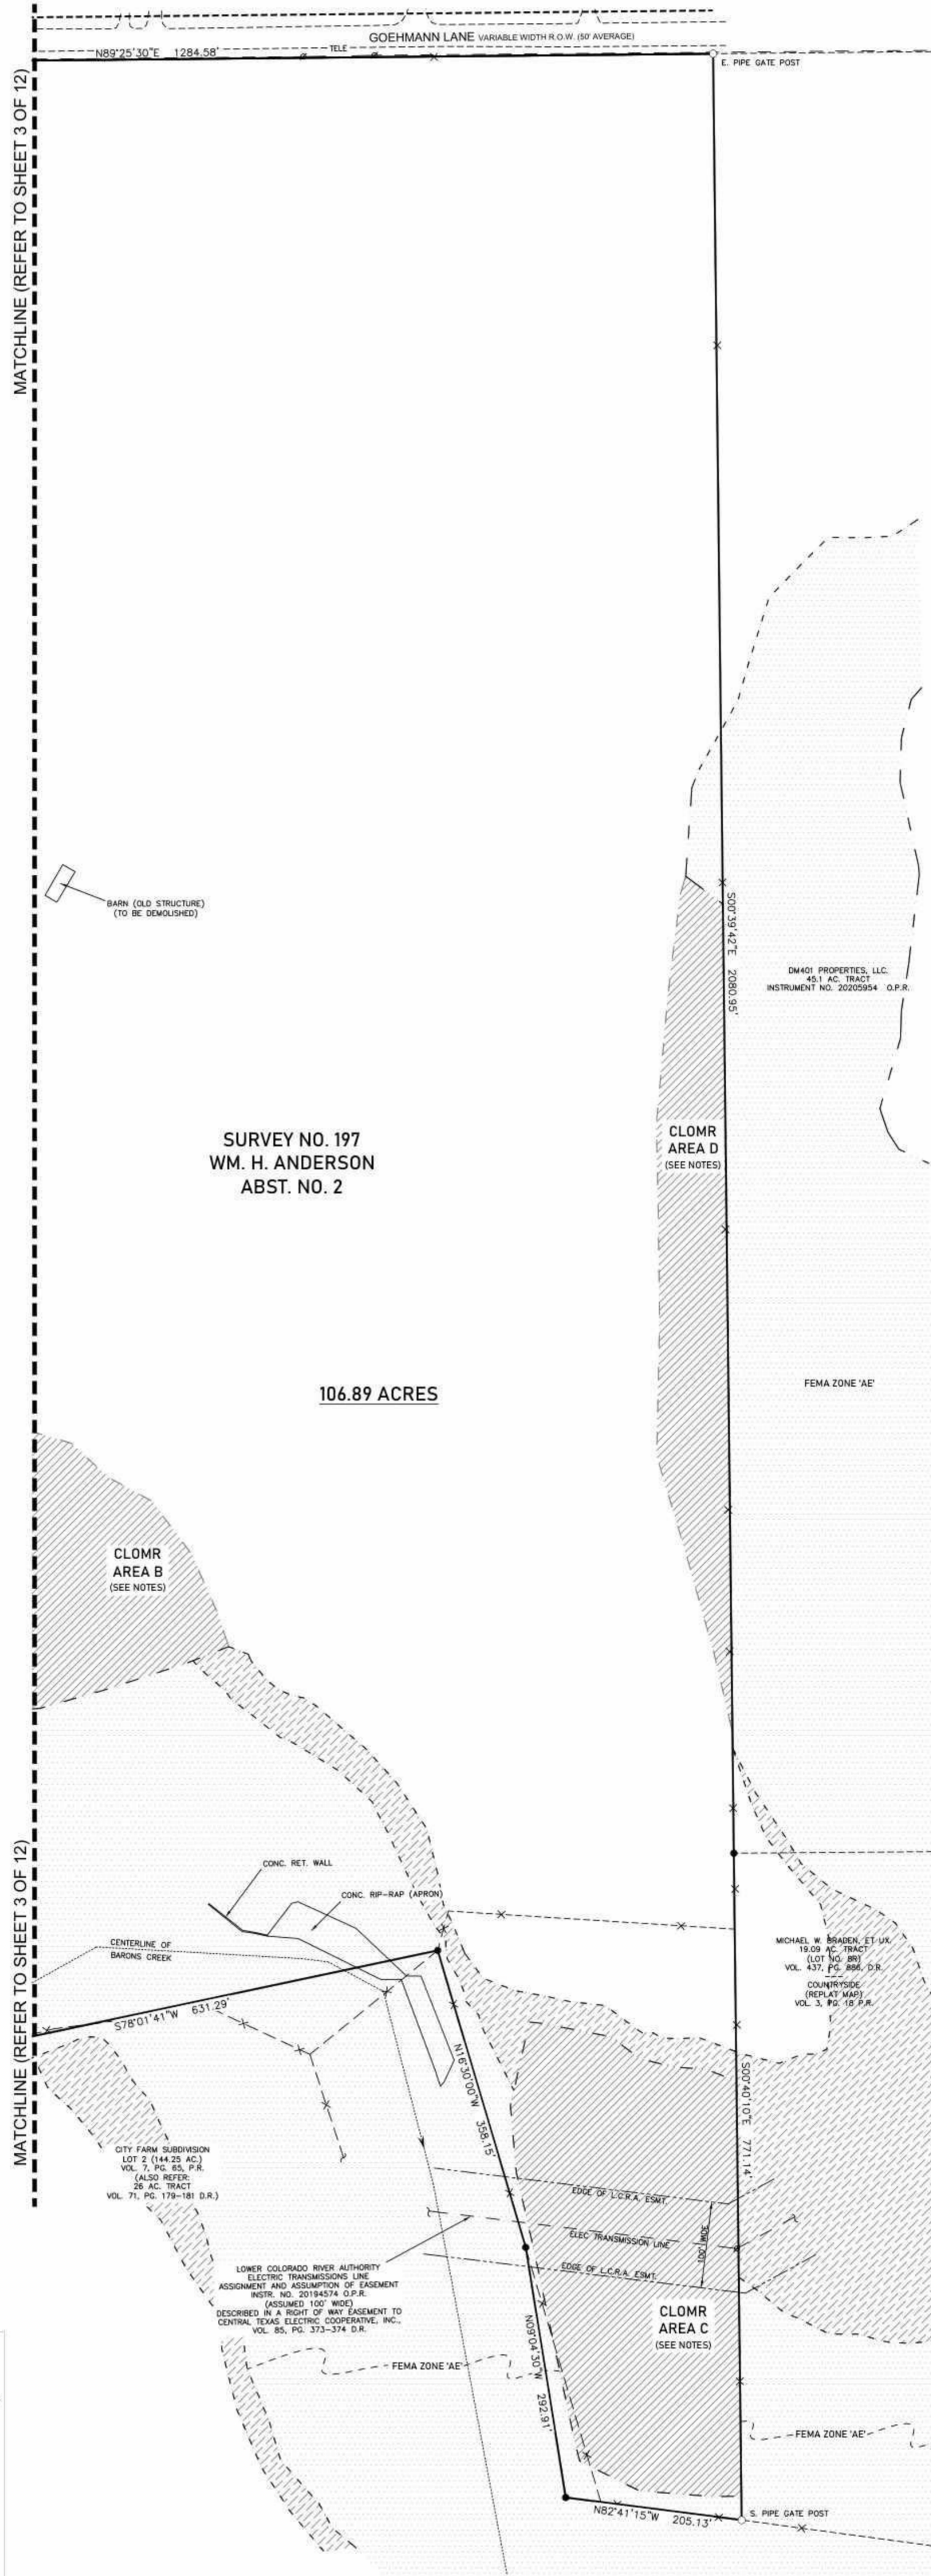 GOEHMANN LANE VARIABLE WIDTH R.O.W. (50' AVERAGE)
N89°25'30"E 1284.58'
TELE
E. PIPE GATE POST
MATCHLINE (REFER TO SHEET 3 OF 12)
BARN (OLD STRUCTURE)
(TO BE DEMOLISHED)
S00°39'42"E 2080.95'
DM401 PROPERTIES, LLC.
45.1 AC. TRACT
INSTRUMENT NO. 20205954 O.P.R.
SURVEY NO. 197
WM. H. ANDERSON
ABST. NO. 2
CLOMR
AREA D
(SEE NOTES)
106.89 ACRES
FEMA ZONE 'AE'
CLOMR
AREA B
(SEE NOTES)
MATCHLINE (REFER TO SHEET 3 OF 12)
CONC. RET. WALL
CONC. RIP-RAP (APRON)
CENTERLINE OF
BARONS CREEK
MICHAEL W. BRADEN, ET UX.
19.09 AC. TRACT
(LOT NO. 8R)
VOL. 437, PG. 886, D.R.
COUNTRYSIDE
(REPLAT MAP)
VOL. 3, PG. 18 P.R.
S78°01'41"W 631.29'
N16°30'00"W 358.15'
S00°40'10"E 771.14'
CITY FARM SUBDIVISION
LOT 2 (144.25 AC.)
VOL. 7, PG. 65, P.R.
(ALSO REFER:
26 AC. TRACT
VOL. 71, PG. 179-181 D.R.)
EDGE OF L.C.R.A. ESMT.
ELEC TRANSMISSION LINE
100' WIDE
EDGE OF L.C.R.A. ESMT.
LOWER COLORADO RIVER AUTHORITY
ELECTRIC TRANSMISSIONS LINE
ASSIGNMENT AND ASSUMPTION OF EASEMENT
INSTR. NO. 20194574 O.P.R.
(ASSUMED 100' WIDE)
DESCRIBED IN A RIGHT OF WAY EASEMENT TO
CENTRAL TEXAS ELECTRIC COOPERATIVE, INC.,
VOL. 85, PG. 373-374 D.R.
CLOMR
AREA C
(SEE NOTES)
N09°04'30"W 292.91'
FEMA ZONE 'AE'
FEMA ZONE 'AE'
N82°41'15"W 205.13'
S. PIPE GATE POST